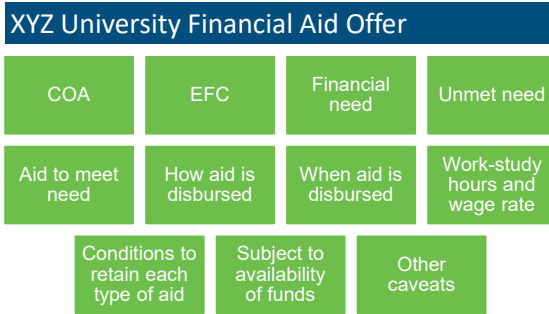 XYZ University Financial Aid Offer
COA
EFC
Financial
need
Unmet need
Aid to meet
need
How aid is
disbursed
When aid is
disbursed
Work-study
hours and
wage rate
Conditions to
retain each
type of aid
Subject to
availability
of funds
Other
caveats